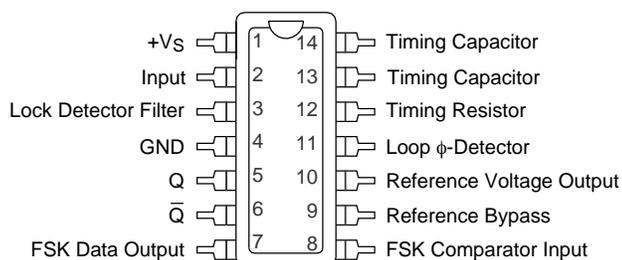 +VS 1 14 Timing Capacitor
Input 2 13 Timing Capacitor
Lock Detector Filter 3 12 Timing Resistor
GND 4 11 Loop ϕ-Detector
Q 5 10 Reference Voltage Output
Q̅ 6 9 Reference Bypass
FSK Data Output 7 8 FSK Comparator Input